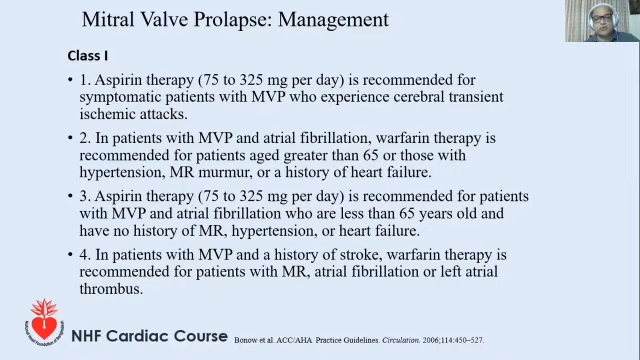 Mitral Valve Prolapse: Management
Class I
• 1. Aspirin therapy (75 to 325 mg per day) is recommended for
symptomatic patients with MVP who experience cerebral transient
ischemic attacks.
• 2. In patients with MVP and atrial fibrillation, warfarin therapy is
recommended for patients aged greater than 65 or those with
hypertension, MR murmur, or a history of heart failure.
• 3. Aspirin therapy (75 to 325 mg per day) is recommended for patients
with MVP and atrial fibrillation who are less than 65 years old and
have no history of MR, hypertension, or heart failure.
• 4. In patients with MVP and a history of stroke, warfarin therapy is
recommended for patients with MR, atrial fibrillation or left atrial
thrombus.
National Heart Foundation of Bangladesh
NHF Cardiac Course
Bonow et al. ACC/AHA Practice Guidelines. Circulation. 2006;114:450–527.